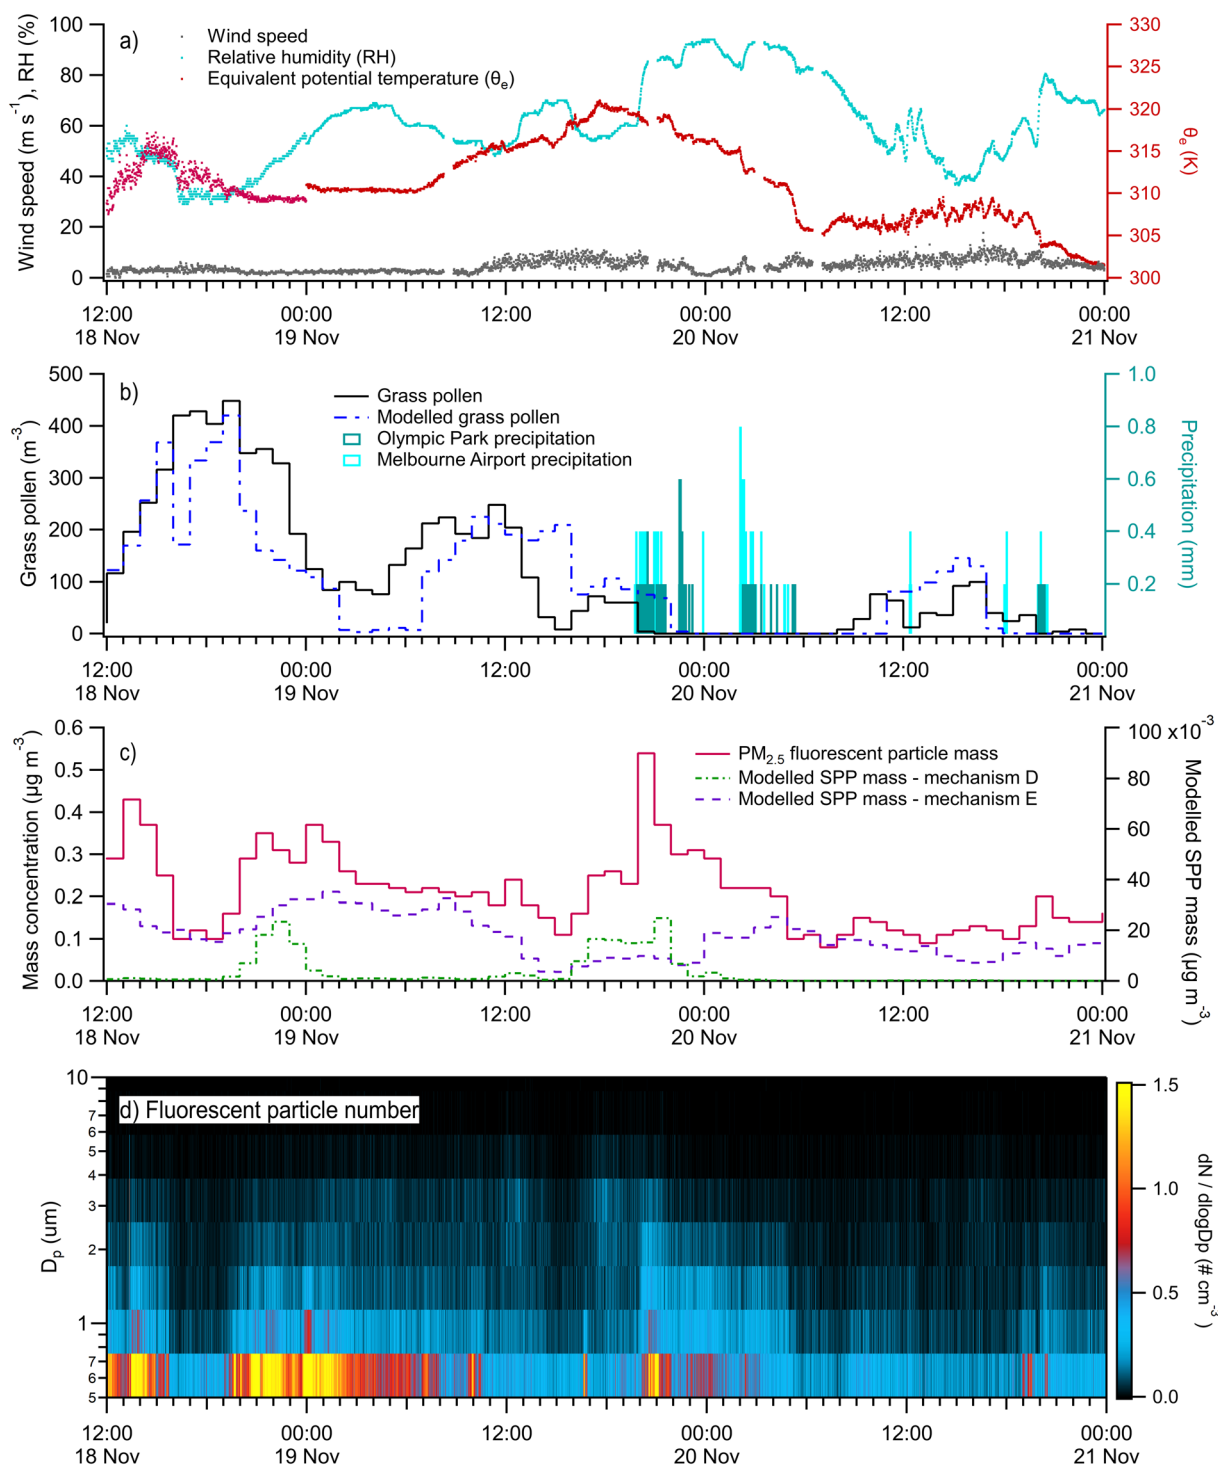 a)
Wind speed
Relative humidity (RH)
Equivalent potential temperature (θe)
Wind speed (m s-1), RH (%)
100
80
60
40
20
0
330
325
320
315
310
305
300
θe (K)
12:00 00:00 12:00 00:00 12:00 00:00
18 Nov 19 Nov 20 Nov 21 Nov
b)
Grass pollen
Modelled grass pollen
Olympic Park precipitation
Melbourne Airport precipitation
Grass pollen (m-3)
500
400
300
200
100
0
1.0
0.8
0.6
0.4
0.2
Precipitation (mm)
12:00 00:00 12:00 00:00 12:00 00:00
18 Nov 19 Nov 20 Nov 21 Nov
c)
PM2.5 fluorescent particle mass
Modelled SPP mass - mechanism D
Modelled SPP mass - mechanism E
Mass concentration (µg m-3)
0.6
0.5
0.4
0.3
0.2
0.1
0.0
100 x10-3
80
60
40
20
0
Modelled SPP mass (µg m-3)
12:00 00:00 12:00 00:00 12:00 00:00
18 Nov 19 Nov 20 Nov 21 Nov
d) Fluorescent particle number
Dp (um)
10
7
6
5
4
3
2
1
7
6
5
1.5
1.0
0.5
0.0
dN / dlogDp (# cm-3)
12:00 00:00 12:00 00:00 12:00 00:00
18 Nov 19 Nov 20 Nov 21 Nov